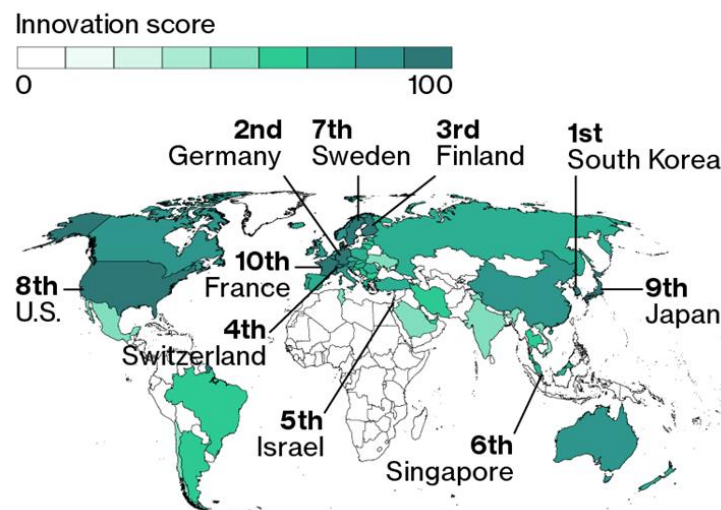 Innovation score
0 100
2nd
Germany
7th
Sweden
3rd
Finland
1st
South Korea
8th
U.S.
10th
France
4th
Switzerland
9th
Japan
5th
Israel
6th
Singapore